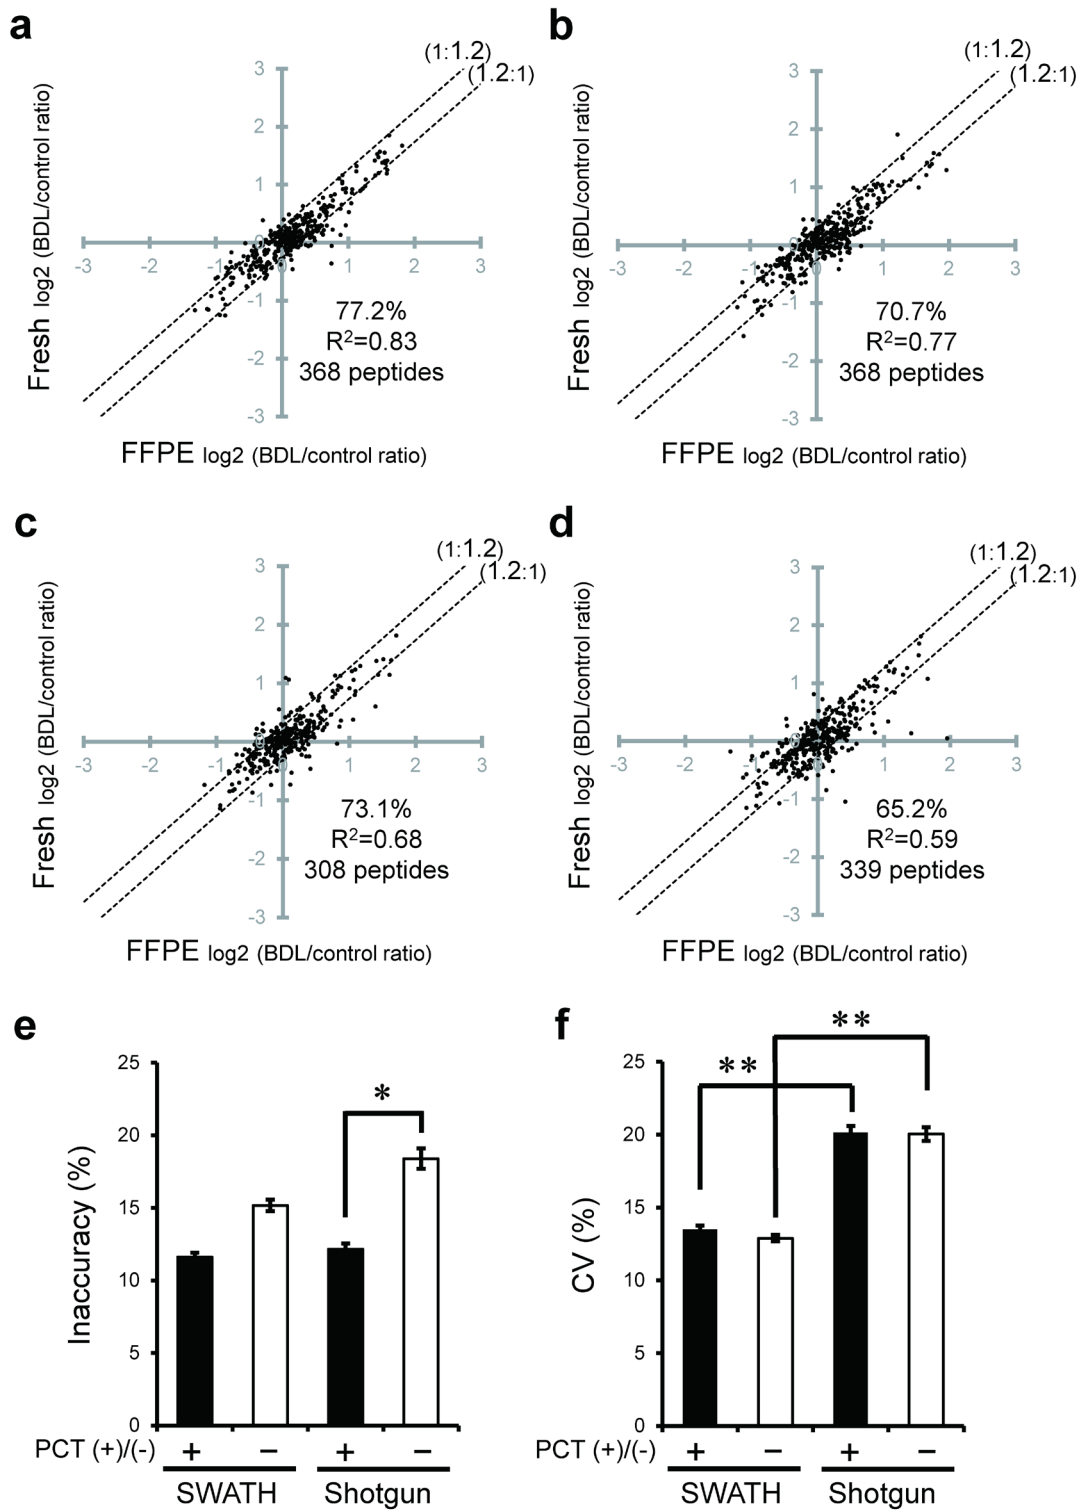 a
(1:1.2)
(1.2:1)
3
2
1
0
-1
-2
-3
-3 -2 -1 0 1 2 3
77.2%
R²=0.83
368 peptides
Fresh log2 (BDL/control ratio)
FFPE log2 (BDL/control ratio)
b
(1:1.2)
(1.2:1)
3
2
1
0
-1
-2
-3
-3 -2 -1 0 1 2 3
70.7%
R²=0.77
368 peptides
Fresh log2 (BDL/control ratio)
FFPE log2 (BDL/control ratio)
c
(1:1.2)
(1.2:1)
3
2
1
0
-1
-2
-3
-3 -2 -1 0 1 2 3
73.1%
R²=0.68
308 peptides
Fresh log2 (BDL/control ratio)
FFPE log2 (BDL/control ratio)
d
(1:1.2)
(1.2:1)
3
2
1
0
-1
-2
-3
-3 -2 -1 0 1 2 3
65.2%
R²=0.59
339 peptides
Fresh log2 (BDL/control ratio)
FFPE log2 (BDL/control ratio)
e
25
20
15
10
5
0
Inaccuracy (%)
*
PCT (+)/(-) + − + −
SWATH Shotgun
f
25
20
15
10
5
0
CV (%)
**
**
PCT (+)/(-) + − + −
SWATH Shotgun